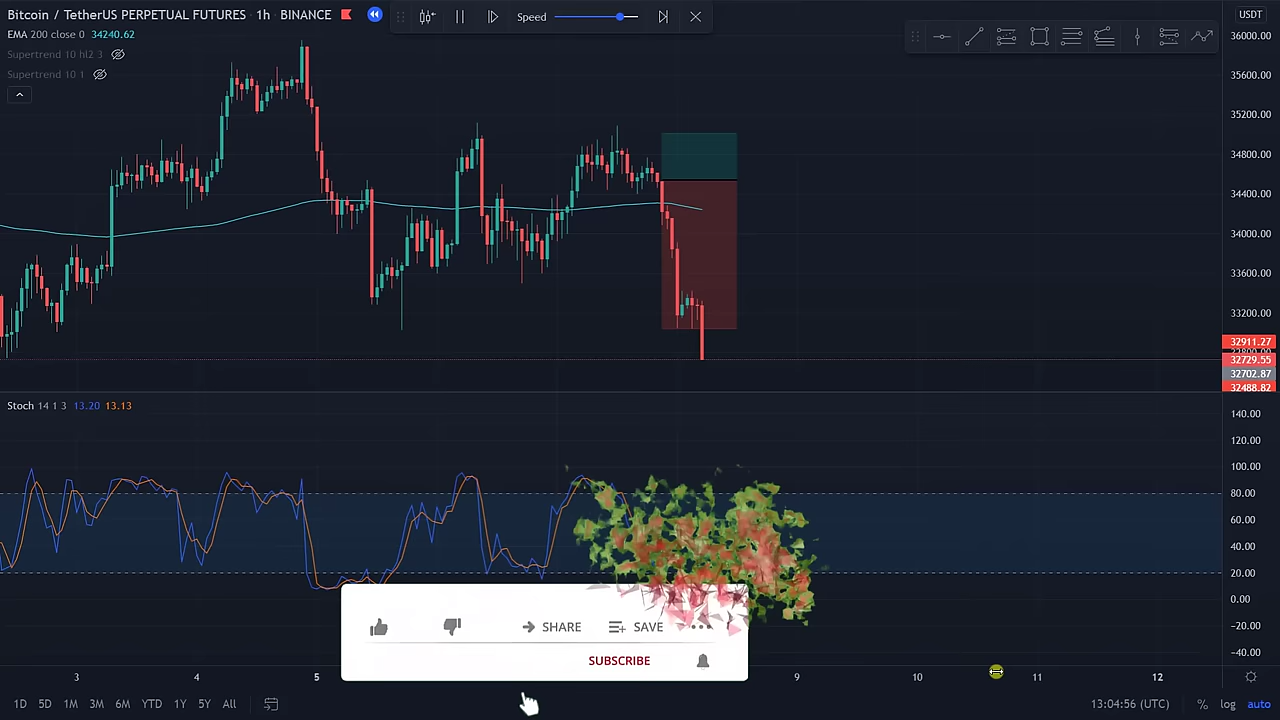 Bitcoin / TetherUS PERPETUAL FUTURES 1h BINANCE
Speed
USDT
EMA 200 close 0 34240.62
Supertrend 10 hl2 3
Supertrend 10 1
36000.00
35600.00
35200.00
34800.00
34400.00
34000.00
33600.00
33200.00
32911.27
32729.55
32702.87
32488.82
Stoch 14 1 3 13.20 13.13
140.00
120.00
100.00
80.00
60.00
40.00
20.00
0.00
−20.00
−40.00
SHARE SAVE
SUBSCRIBE
3 4 5 9 10 11 12
1D 5D 1M 3M 6M YTD 1Y 5Y All
13:04:56 (UTC) % log auto